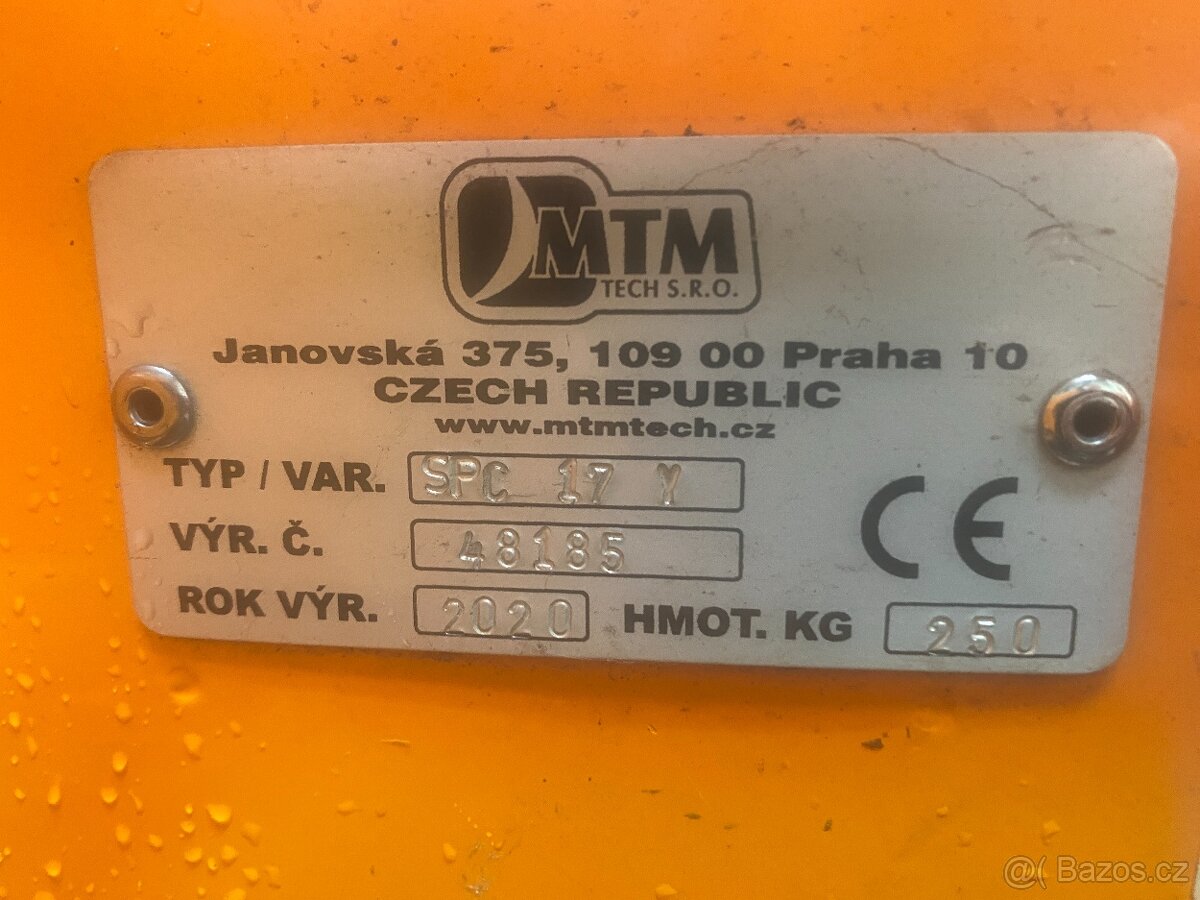 MTM
TECH S.R.O.
Janovská 375, 109 00 Praha 10
CZECH REPUBLIC
www.mtmtech.cz
TYP / VAR. SPC 17 Y
VÝR. Č. 48185
ROK VÝR. 2020 HMOT. KG 250
CE
Bazos.cz